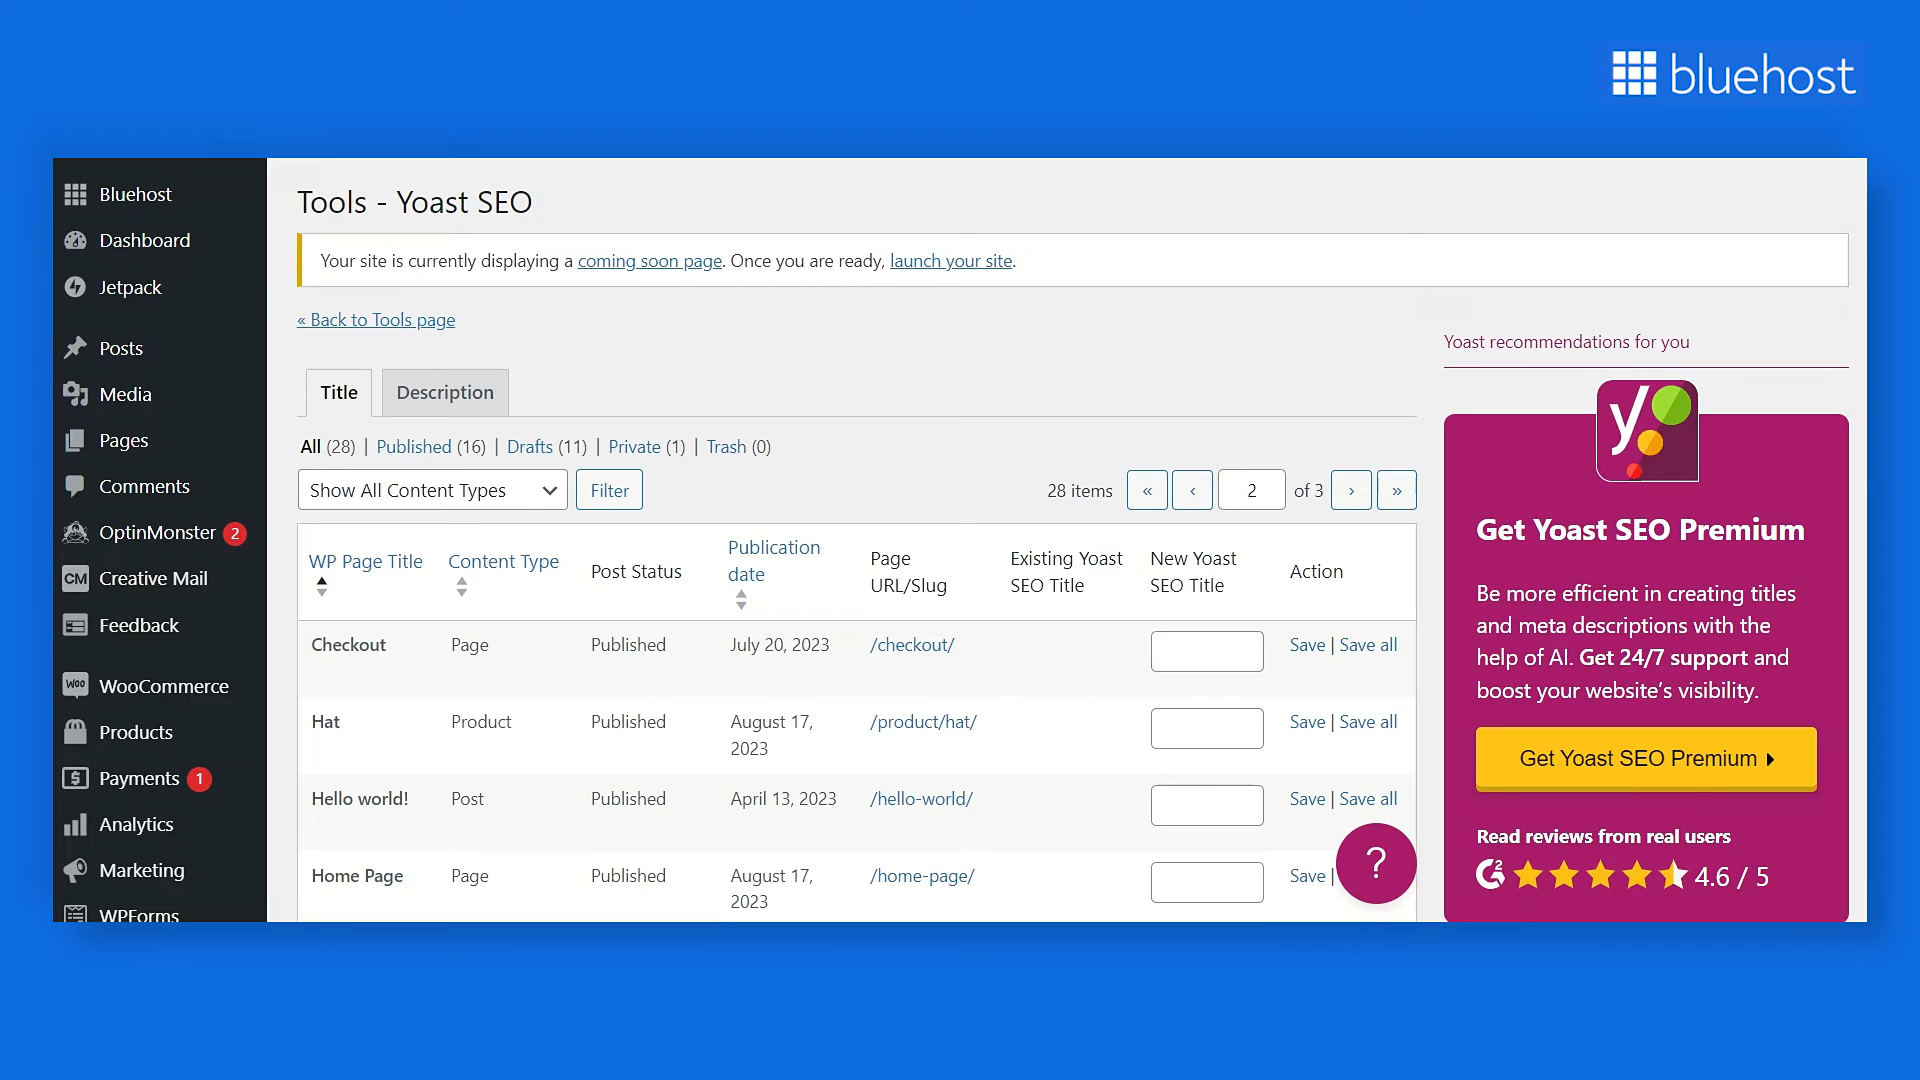 bluehost
Bluehost
Dashboard
Jetpack
Posts
Media
Pages
Comments
OptinMonster 2
CM Creative Mail
Feedback
Woo WooCommerce
Products
Payments 1
Analytics
Marketing
WPForms
Tools - Yoast SEO
Your site is currently displaying a coming soon page. Once you are ready, launch your site.
« Back to Tools page
Title Description
All (28) | Published (16) | Drafts (11) | Private (1) | Trash (0)
Show All Content Types Filter 28 items « ‹ 2 of 3 › »
WP Page Title Content Type Post Status Publication date Page URL/Slug Existing Yoast SEO Title New Yoast SEO Title Action
Checkout Page Published July 20, 2023 /checkout/ Save | Save all
Hat Product Published August 17, 2023 /product/hat/ Save | Save all
Hello world! Post Published April 13, 2023 /hello-world/ Save | Save all
Home Page Page Published August 17, 2023 /home-page/ Save |
?
Yoast recommendations for you
y
Get Yoast SEO Premium
Be more efficient in creating titles
and meta descriptions with the
help of AI. Get 24/7 support and
boost your website’s visibility.
Get Yoast SEO Premium
Read reviews from real users
G2 4.6 / 5